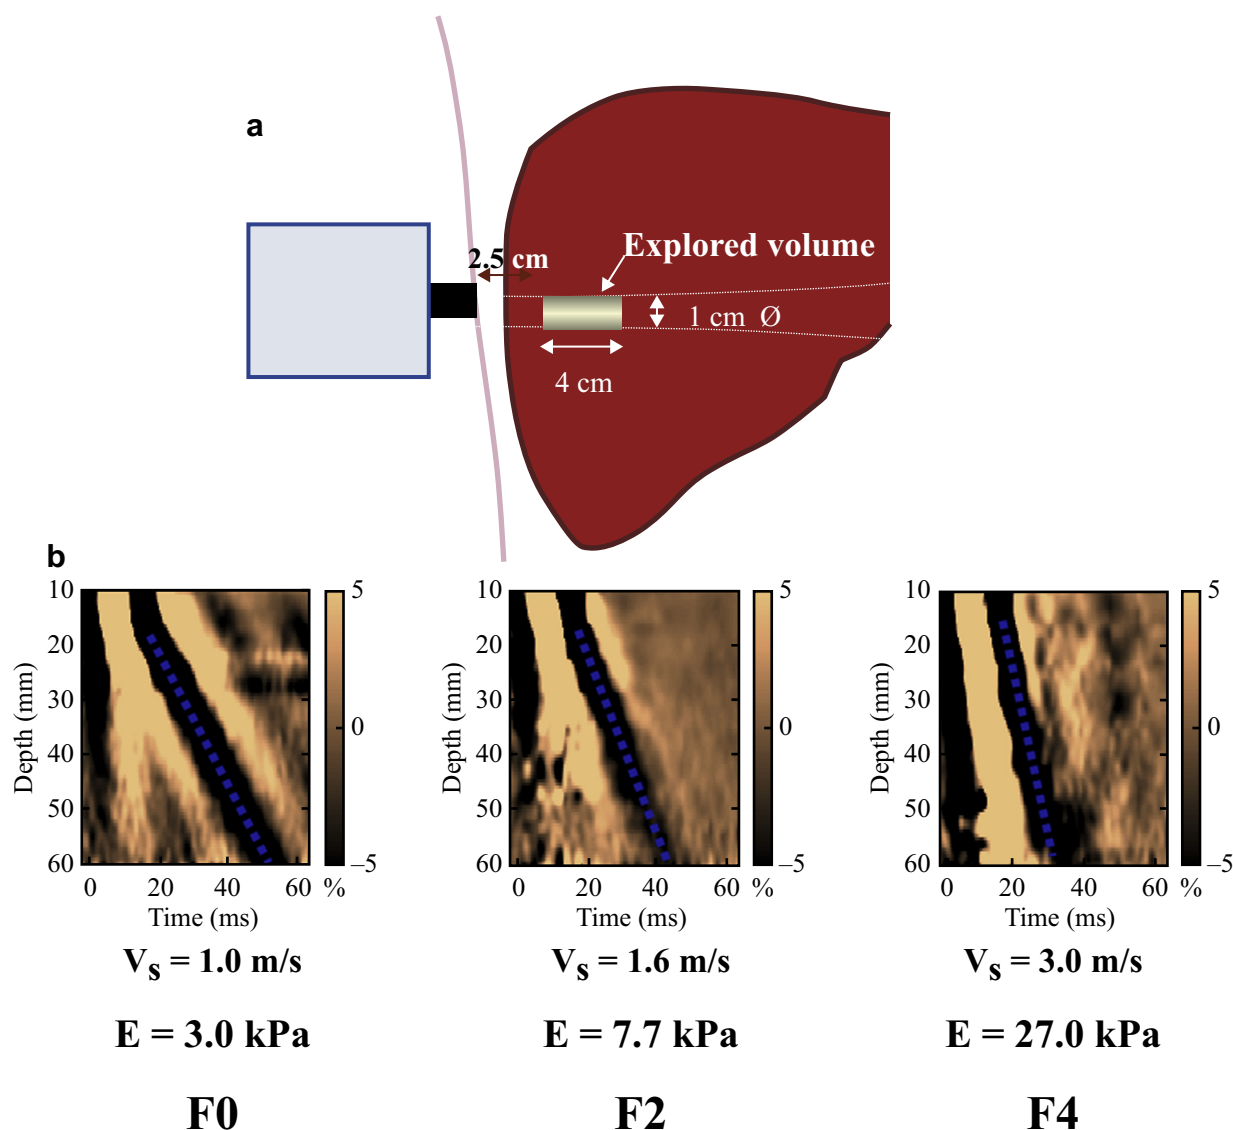 a
2.5 cm
Explored volume
1 cm Ø
4 cm
b
10
20
30
40
50
60
Depth (mm)
0 20 40 60
Time (ms)
5
0
–5
%
10
20
30
40
50
60
Depth (mm)
0 20 40 60
Time (ms)
5
0
–5
%
10
20
30
40
50
60
Depth (mm)
0 20 40 60
Time (ms)
5
0
–5
%
Vs = 1.0 m/s
Vs = 1.6 m/s
Vs = 3.0 m/s
E = 3.0 kPa
E = 7.7 kPa
E = 27.0 kPa
F0
F2
F4